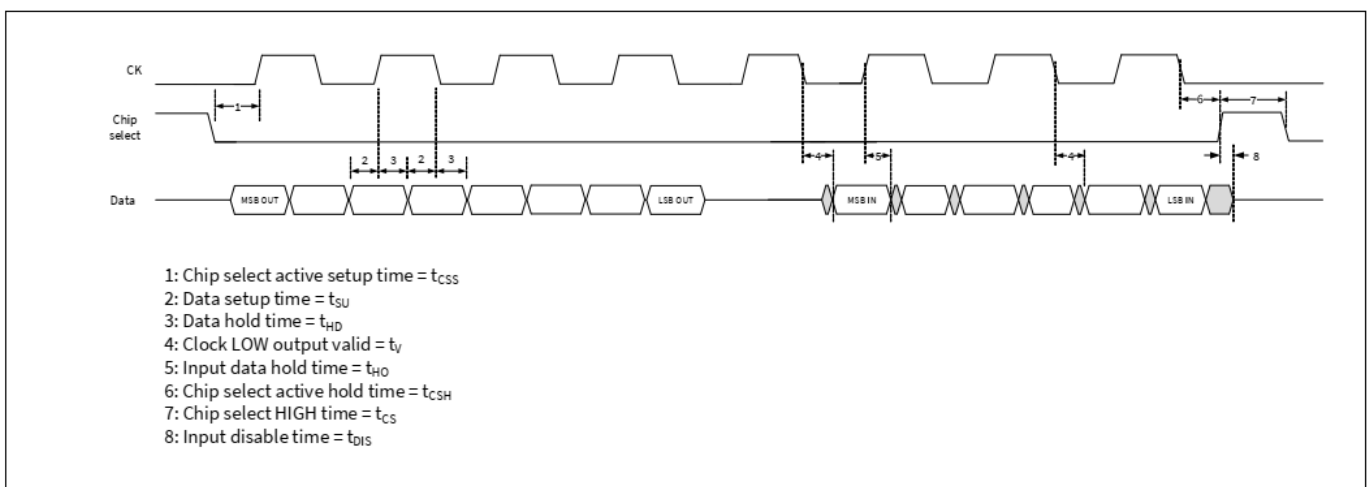 CK
1
6
7
Chip
select
2
3
2
3
4
5
4
8
Data
MSB OUT
LSB OUT
MSB IN
LSB IN
1: Chip select active setup time = tCSS
2: Data setup time = tSU
3: Data hold time = tHD
4: Clock LOW output valid = tV
5: Input data hold time = tHO
6: Chip select active hold time = tCSH
7: Chip select HIGH time = tCS
8: Input disable time = tDIS